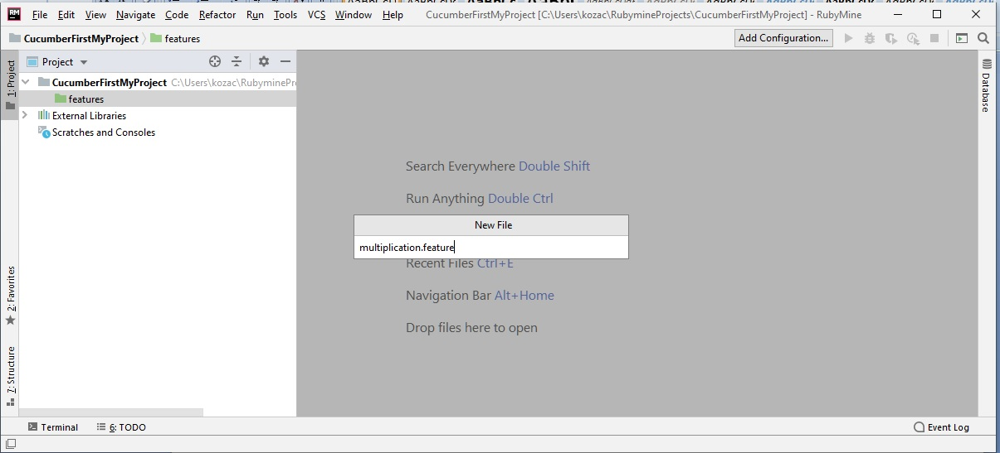 RM File Edit View Navigate Code Refactor Run Tools VCS Window CucumberFirstMyProject [C:\Users\kozac\RubymineProjects\CucumberFirstMyProject] - RubyMine
CucumberFirstMyProject features Add Configuration...
1: Project
Project
CucumberFirstMyProject C:\Users\kozac\RubyminePr
features
External Libraries
Scratches and Consoles
Database
Search Everywhere Double Shift
Run Anything Double Ctrl
New File
multiplication.feature
Recent Files Ctrl+E
Navigation Bar Alt+Home
Drop files here to open
2: Favorites
7: Structure
Terminal 6: TODO Event Log